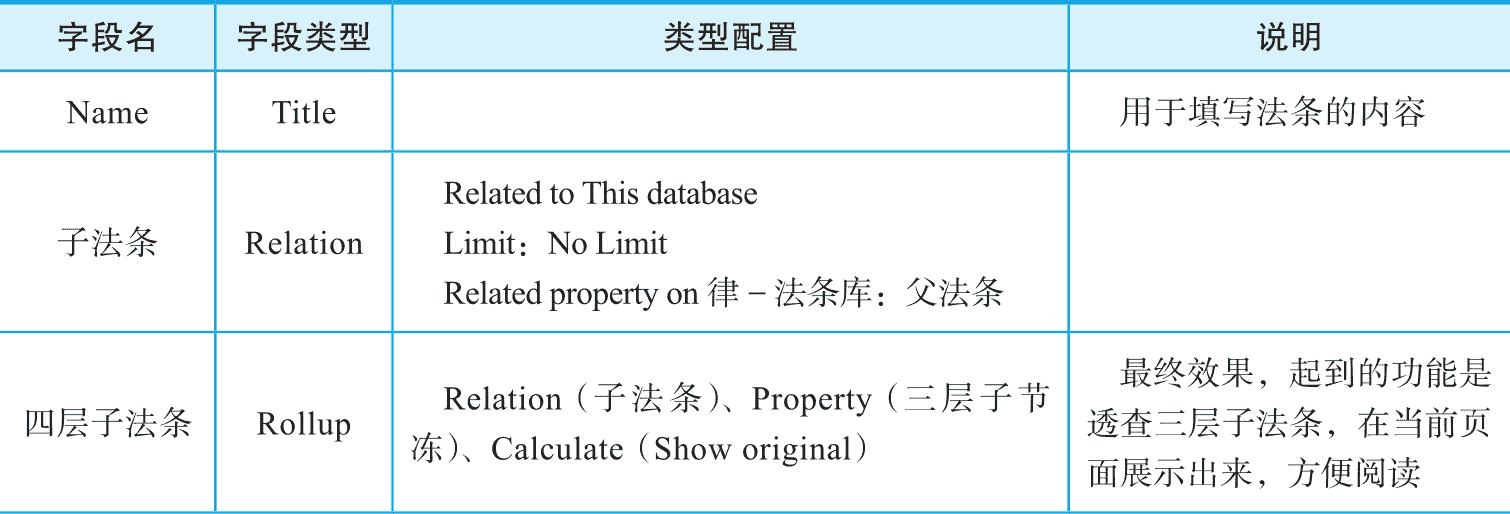 字段名 字段类型 类型配置 说明
Name Title 用于填写法条的内容
子法条 Relation
Related to This database
Limit：No Limit
Related property on 律-法条库：父法条
四层子法条 Rollup
Relation（子法条）、Property（三层子节
冻）、Calculate（Show original）
最终效果，起到的功能是
透查三层子法条，在当前页
面展示出来，方便阅读